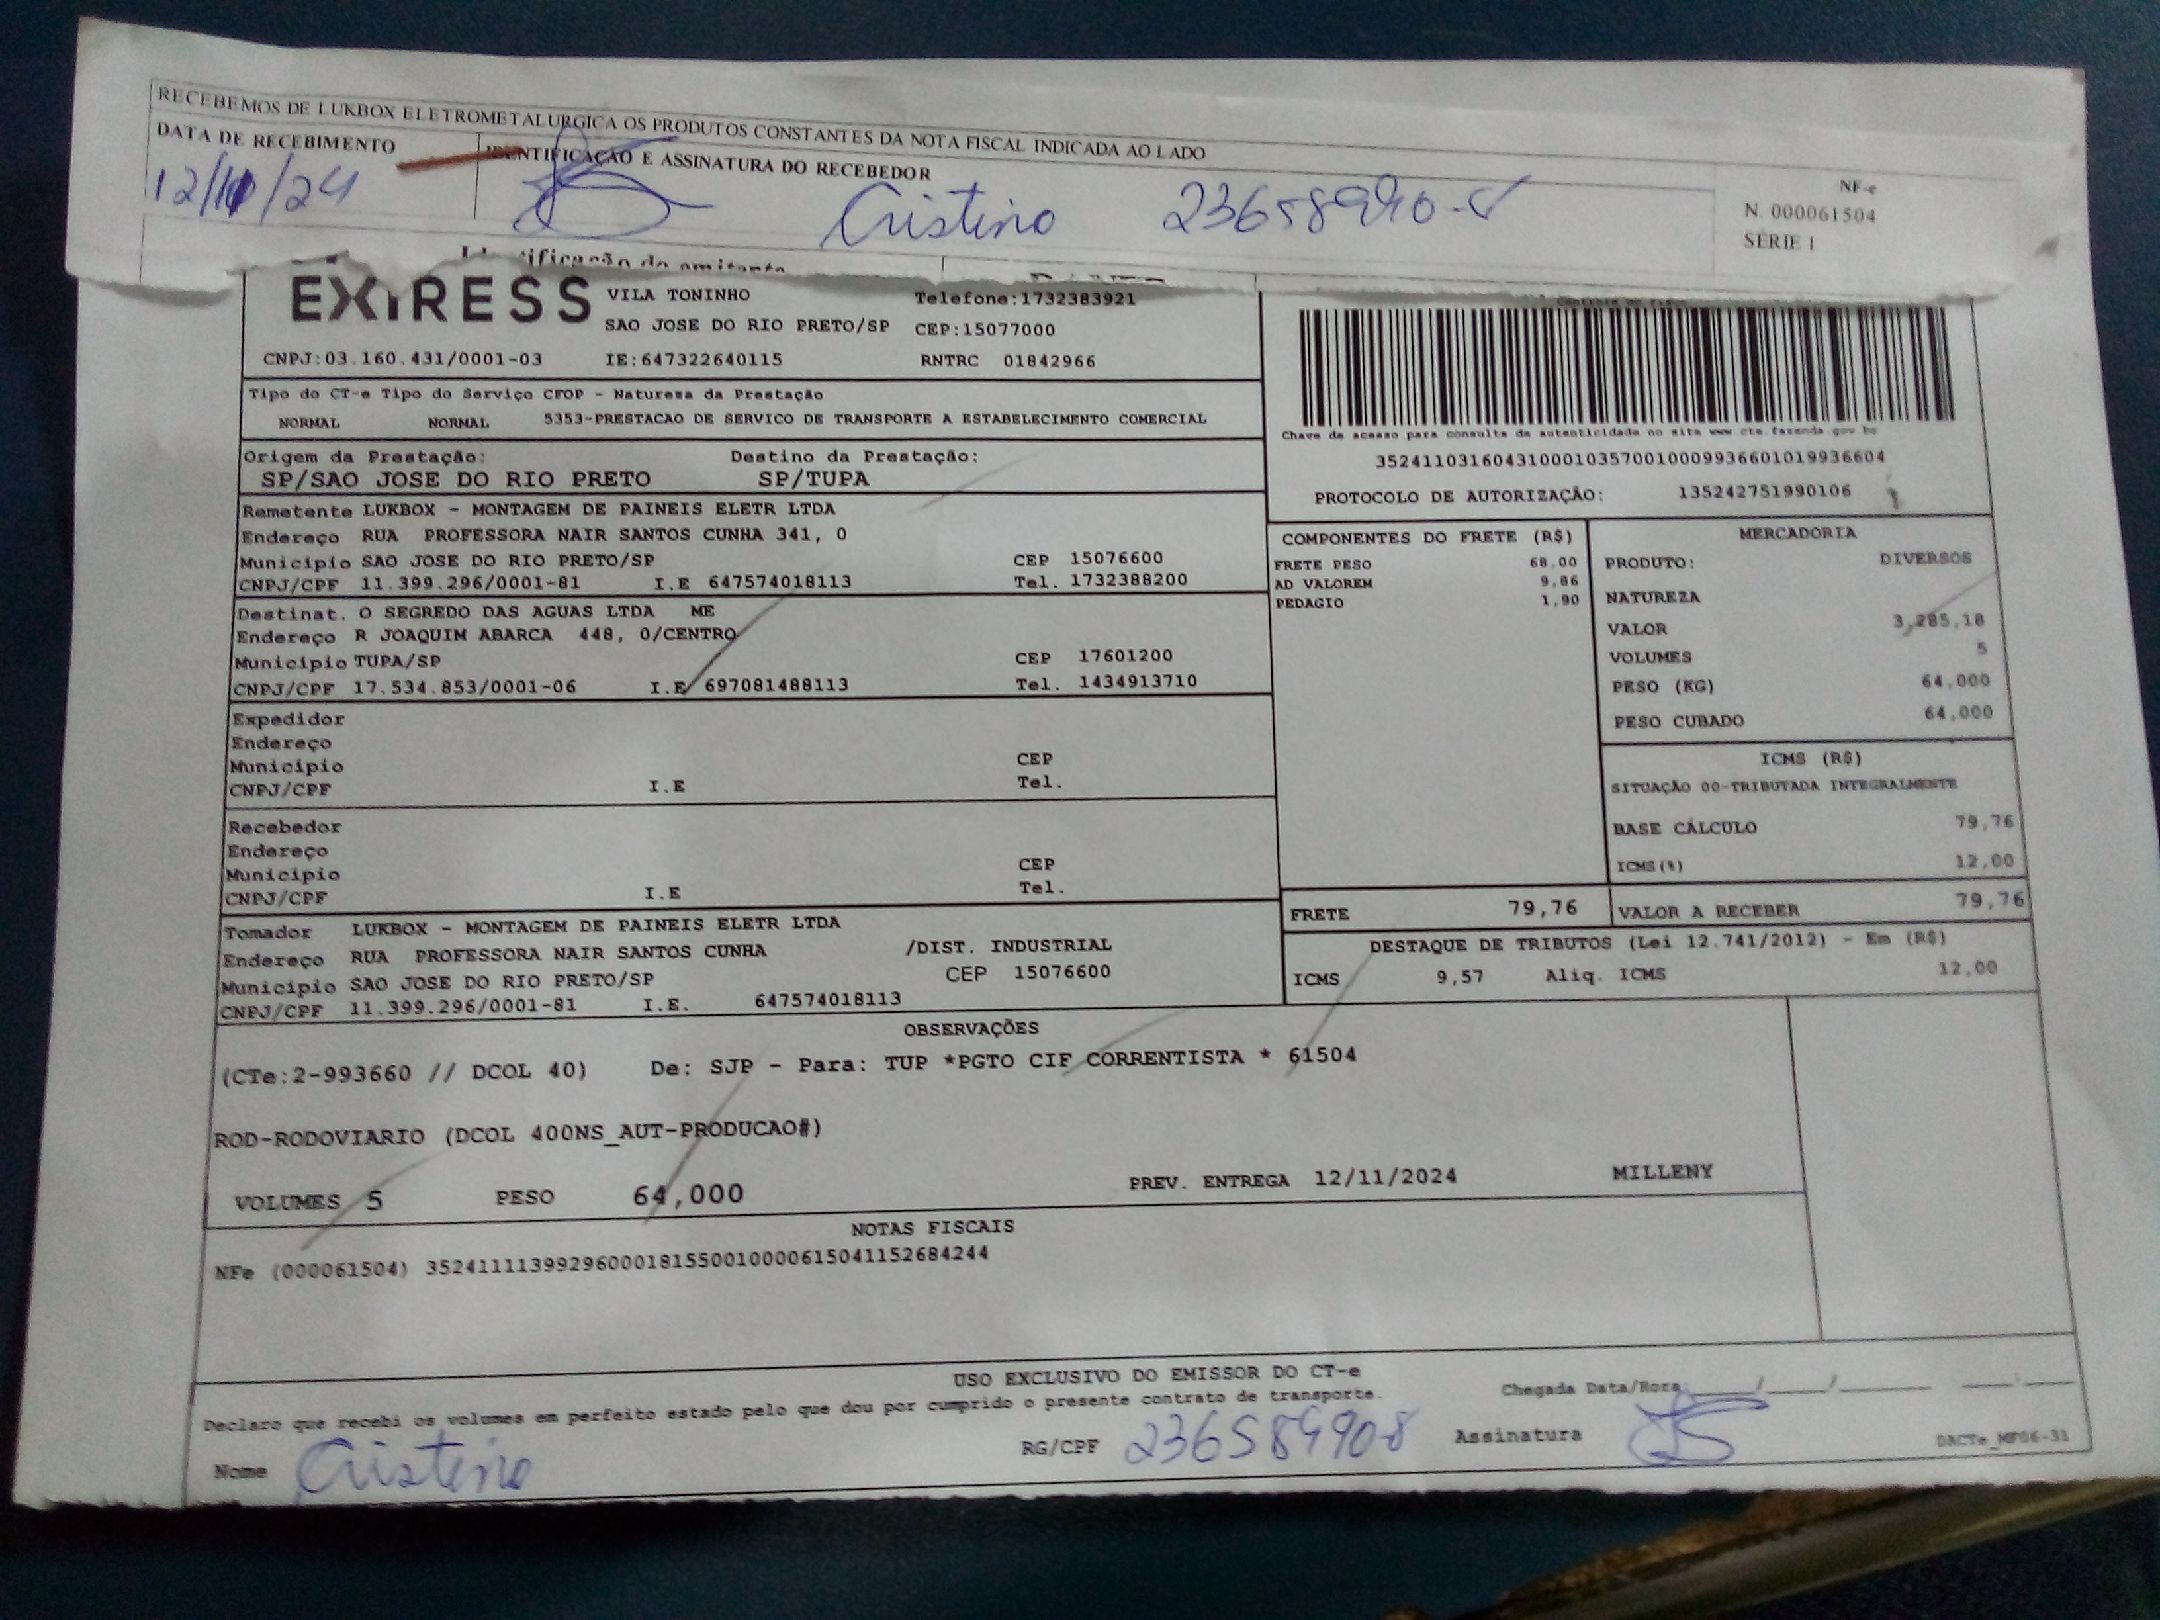 RECEBEMOS DE LUKBOX ELETROMETALURGICA OS PRODUTOS CONSTANTES DA NOTA FISCAL INDICADA AO LADO
DATA DE RECEBIMENTO IDENTIFICAÇÃO E ASSINATURA DO RECEBEDOR
NF-e
12/11/24 Cristino N. 000061504
SÉRIE 1
Identificação do emitente
EXPRESS VILA TONINHO Telefone:1732383921
SAO JOSE DO RIO PRETO/SP CEP:15077000
CNPJ:03.160.431/0001-03 IE:647322640115 RNTRC 01842966
Tipo do CT-e Tipo do Serviço CFOP - Natureza da Prestação
NORMAL NORMAL 5353-PRESTACAO DE SERVICO DE TRANSPORTE A ESTABELECIMENTO COMERCIAL
Chave de acesso para consulta de autenticidade no site www.cte.fazenda.gov.br
35241103160431000103570010009936601019936604
PROTOCOLO DE AUTORIZAÇÃO: 135242751990106
Origem da Prestação: Destino da Prestação:
SP/SAO JOSE DO RIO PRETO SP/TUPA
Remetente LUKBOX - MONTAGEM DE PAINEIS ELETR LTDA
Endereço RUA PROFESSORA NAIR SANTOS CUNHA 341, 0
Município SAO JOSE DO RIO PRETO/SP CEP 15076600
CNPJ/CPF 11.399.296/0001-81 I.E 647574018113 Tel. 1732388200
Destinat. O SEGREDO DAS AGUAS LTDA ME
Endereço R JOAQUIM ABARCA 448, 0/CENTRO
Município TUPA/SP CEP 17601200
CNPJ/CPF 17.534.853/0001-06 I.E 697081488113 Tel. 1434913710
Expedidor
Endereço
Município CEP
CNPJ/CPF I.E Tel.
Recebedor
Endereço
Município CEP
CNPJ/CPF I.E Tel.
Tomador LUKBOX - MONTAGEM DE PAINEIS ELETR LTDA
Endereço RUA PROFESSORA NAIR SANTOS CUNHA /DIST. INDUSTRIAL
Município SAO JOSE DO RIO PRETO/SP CEP 15076600
CNPJ/CPF 11.399.296/0001-81 I.E. 647574018113
COMPONENTES DO FRETE (R$)
FRETE PESO 68,00
AD VALOREM 9,86
PEDAGIO 1,90
MERCADORIA
PRODUTO: DIVERSOS
NATUREZA
VALOR 3,285,18
VOLUMES 5
PESO (KG) 64,000
PESO CUBADO 64,000
ICMS (R$)
SITUAÇÃO 00-TRIBUTADA INTEGRALMENTE
BASE CÁLCULO 79,76
ICMS(%) 12,00
FRETE 79,76 VALOR A RECEBER 79,76
DESTAQUE DE TRIBUTOS (Lei 12.741/2012) - Em (R$)
ICMS 9,57 Aliq. ICMS 12,00
OBSERVAÇÕES
(CTe:2-993660 // DCOL 40) De: SJP - Para: TUP *PGTO CIF CORRENTISTA * 61504
ROD-RODOVIARIO (DCOL 400NS_AUT-PRODUCAO#)
VOLUMES 5 PESO 64,000 PREV. ENTREGA 12/11/2024 MILLENY
NOTAS FISCAIS
NFe (000061504) 35241111399296000181550010000615041152684244
USO EXCLUSIVO DO EMISSOR DO CT-e
Declaro que recebi os volumes em perfeito estado pelo que dou por cumprido o presente contrato de transporte. Chegada Data/Hora ____/____/____ ____:____
Nome Cristino RG/CPF 236589908 Assinatura DACTe_MF06-31